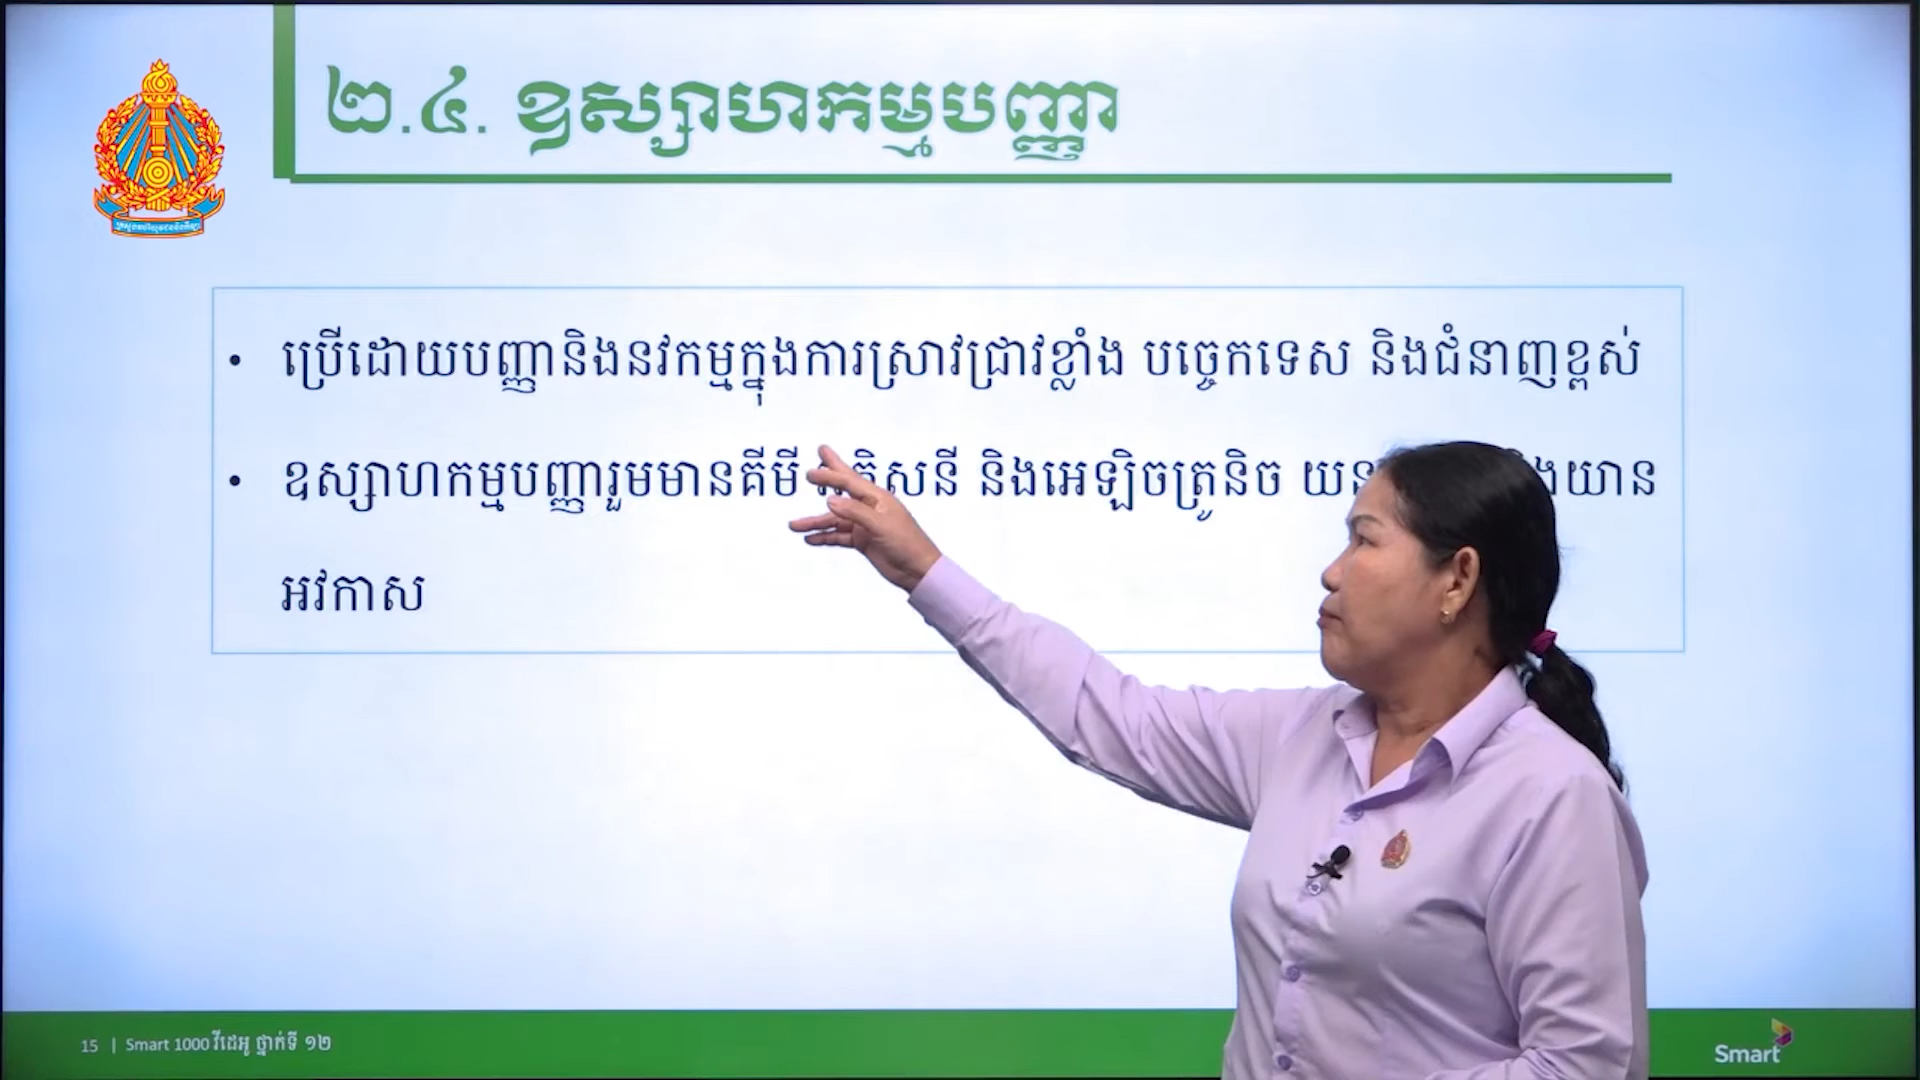 ២.៤. ឧស្សាហកម្មបញ្ញា
• ប្រើដោយបញ្ញានិងនវកម្មក្នុងការស្រាវជ្រាវខ្លាំង បច្ចេកទេស និងជំនាញខ្ពស់
• ឧស្សាហកម្មបញ្ញារួមមានគីមី និងអេឡិចត្រូនិច យាន
អវកាស
15 | Smart 1000 វីដេអូ ថ្នាក់ទី ១២
Smart